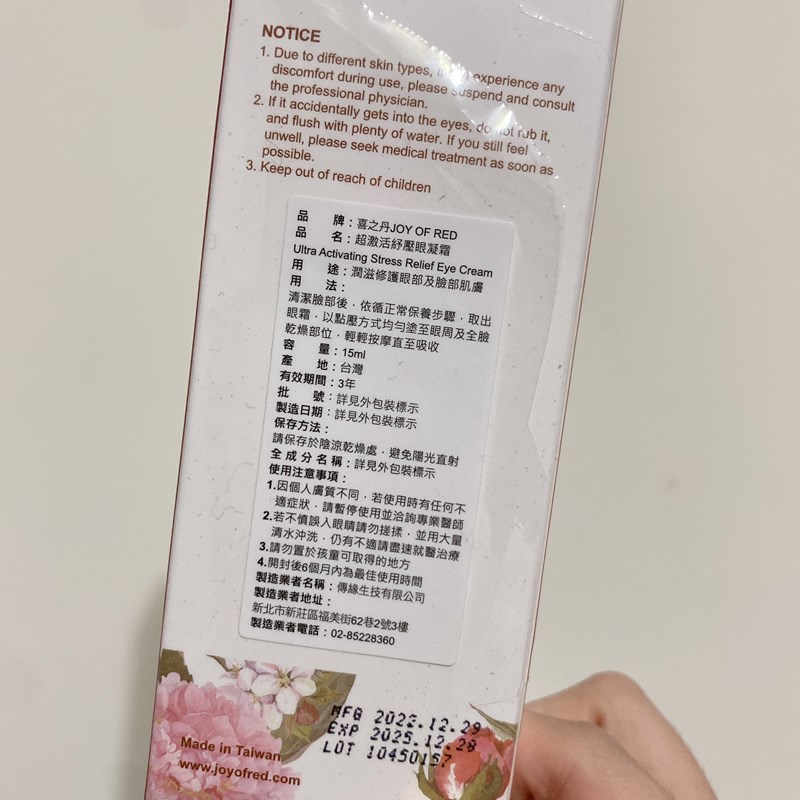 NOTICE
1. Due to different skin types, experience any
discomfort during use, please suspend and consult
the professional physician.
2. If it accidentally gets into the eyes, do not rub it,
and flush with plenty of water. If you still feel
unwell, please seek medical treatment as soon as
possible.
3. Keep out of reach of children
品 牌：喜之丹JOY OF RED
品 名：超激活紓壓眼凝霜
Ultra Activating Stress Relief Eye Cream
用 途：潤滋修護眼部及臉部肌膚
用 法：
清潔臉部後，依循正常保養步驟，取出
眼霜，以點壓方式均勻塗至眼周及全臉
乾燥部位，輕輕按摩直至吸收
容 量：15ml
產 地：台灣
有效期間：3年
批 號：詳見外包裝標示
製造日期：詳見外包裝標示
保存方法：
請保存於陰涼乾燥處，避免陽光直射
全成分名稱：詳見外包裝標示
使用注意事項：
1.因個人膚質不同，若使用時有任何不
適症狀，請暫停使用並洽詢專業醫師
2.若不慎誤入眼睛請勿搓揉，並用大量
清水沖洗，仍有不適請盡速就醫治療
3.請勿置於孩童可取得的地方
4.開封後6個月內為最佳使用時間
製造業者名稱：傳緣生技有限公司
製造業者地址：
新北市新莊區福美街62巷2號3樓
製造業者電話：02-85228360
MFG 2022.12.29
EXP 2025.12.28
LOT 10450157
Made in Taiwan
www.joyofred.com